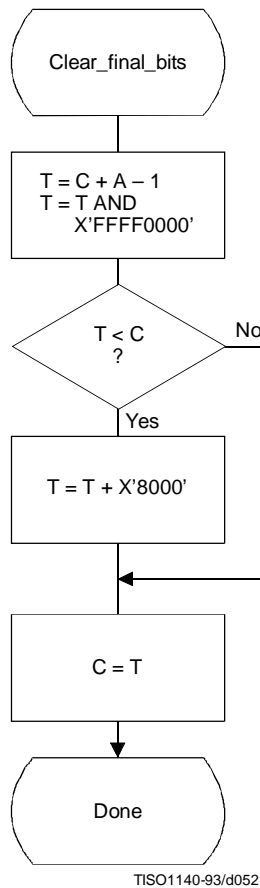 Clear_final_bits
T = C + A – 1
T = T AND
X’FFFF0000’
T < C
?
No
Yes
T = T + X’8000’
C = T
Done
TISO1140-93/d052